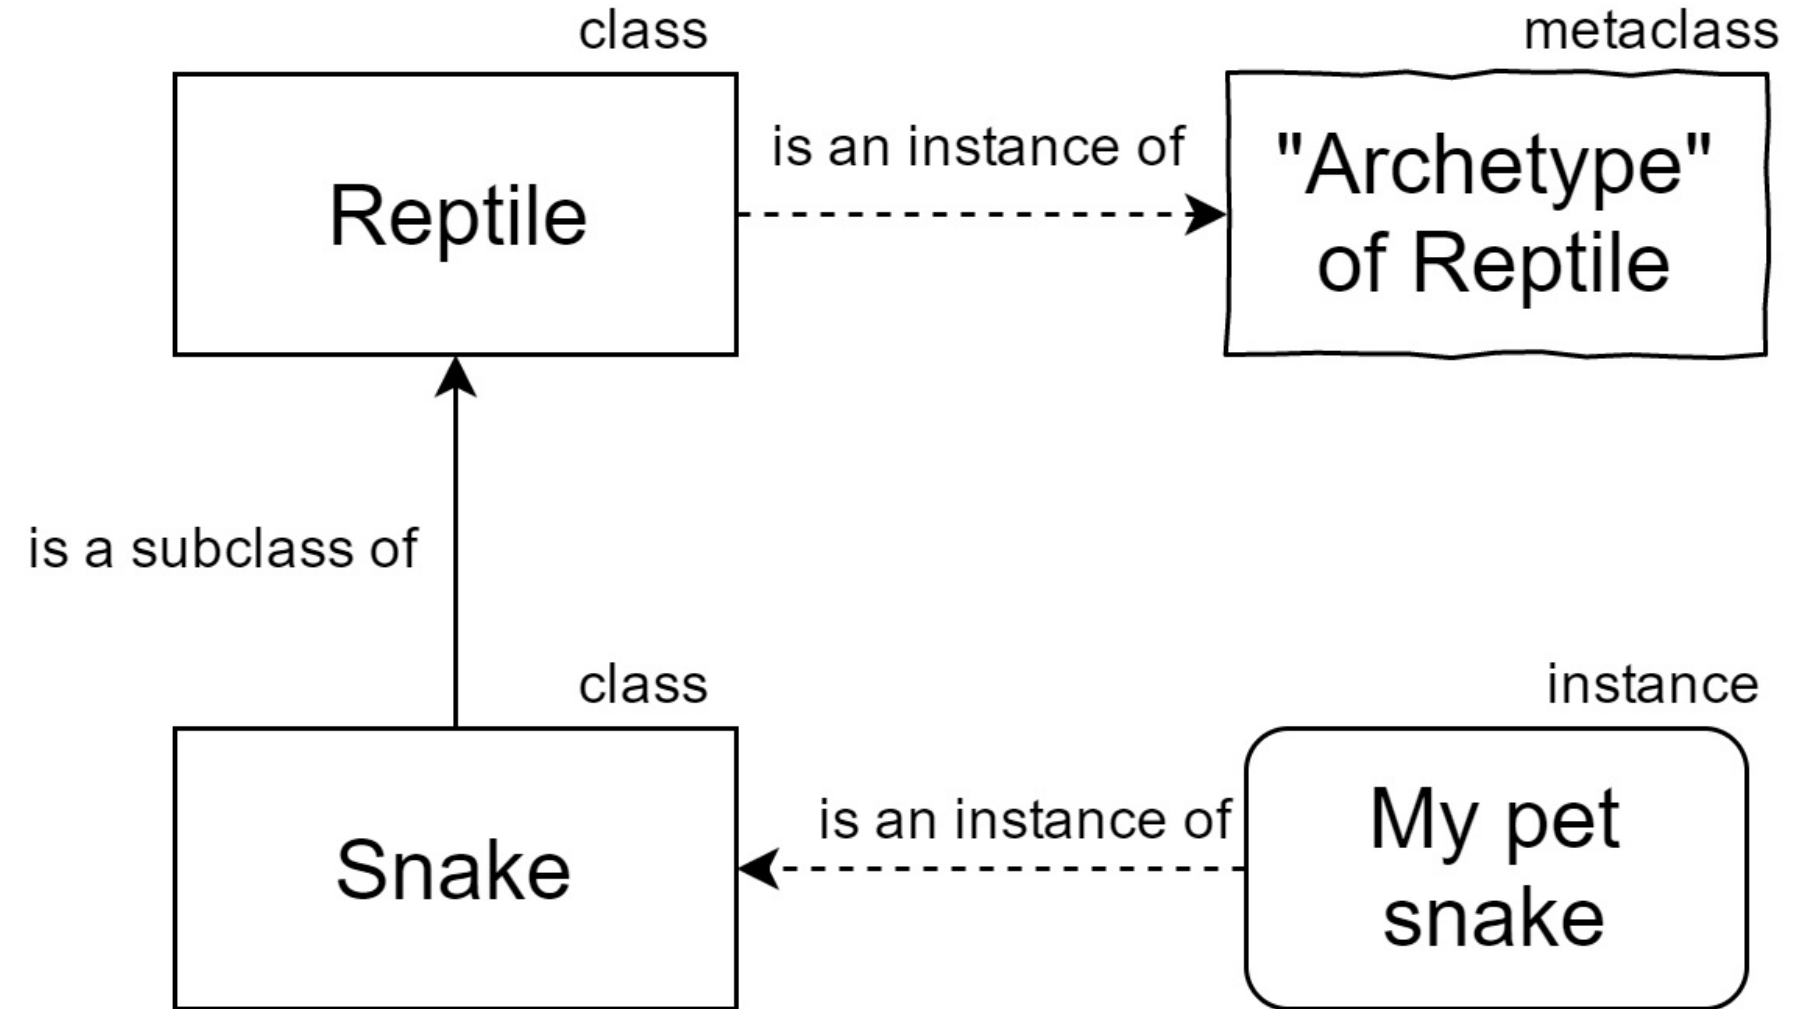 class
metaclass
Reptile
is an instance of
"Archetype"
of Reptile
is a subclass of
class
instance
Snake
is an instance of
My pet
snake